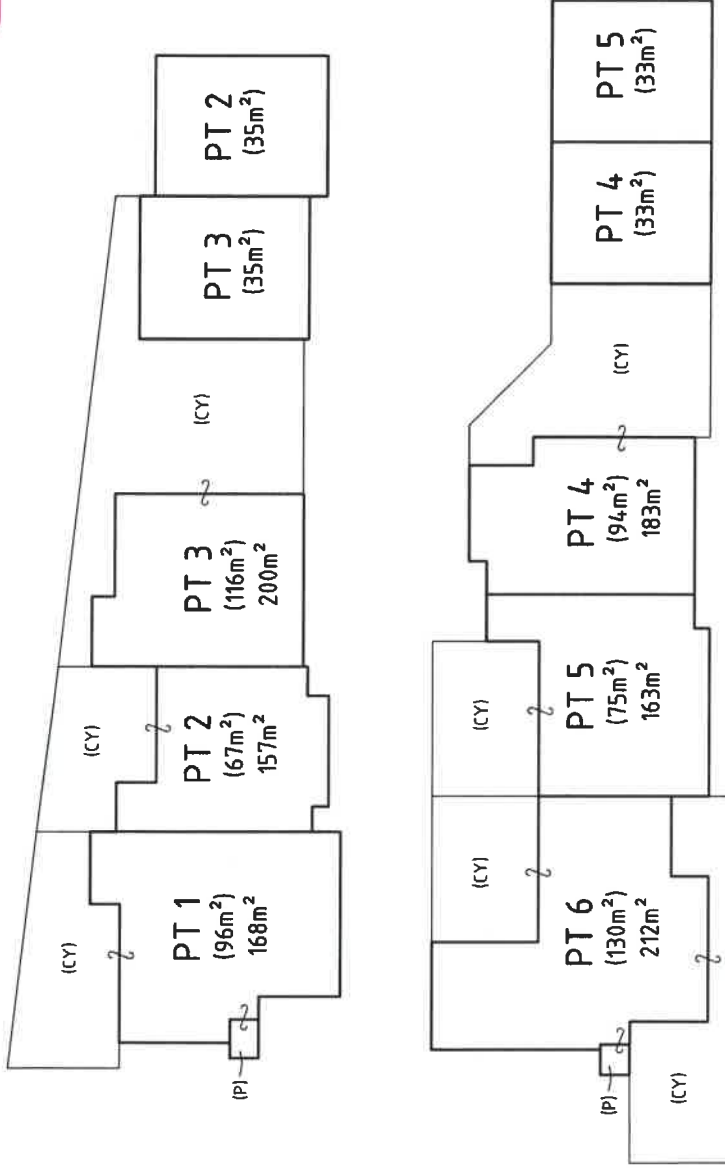 PT 2
(35m²)
PT 3
(35m²)
(CY)
PT 3
(116m²)
200m²
(CY)
PT 2
(67m²)
157m²
(CY)
PT 1
(96m²)
168m²
(P)
PT 5
(33m²)
PT 4
(33m²)
(CY)
PT 4
(94m²)
183m²
(CY)
PT 5
(75m²)
163m²
(CY)
PT 6
(130m²)
212m²
(P)
(CY)